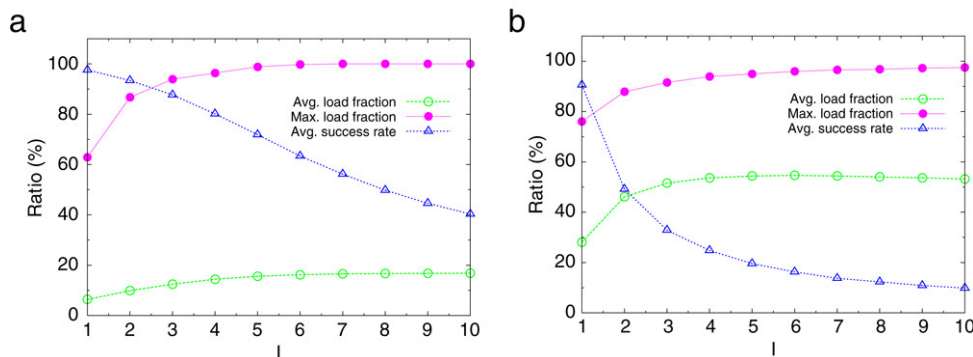 a
100
80
60
40
20
0
Ratio (%)
Avg. load fraction
Max. load fraction
Avg. success rate
1 2 3 4 5 6 7 8 9 10
I
b
100
80
60
40
20
0
Ratio (%)
Avg. load fraction
Max. load fraction
Avg. success rate
1 2 3 4 5 6 7 8 9 10
I